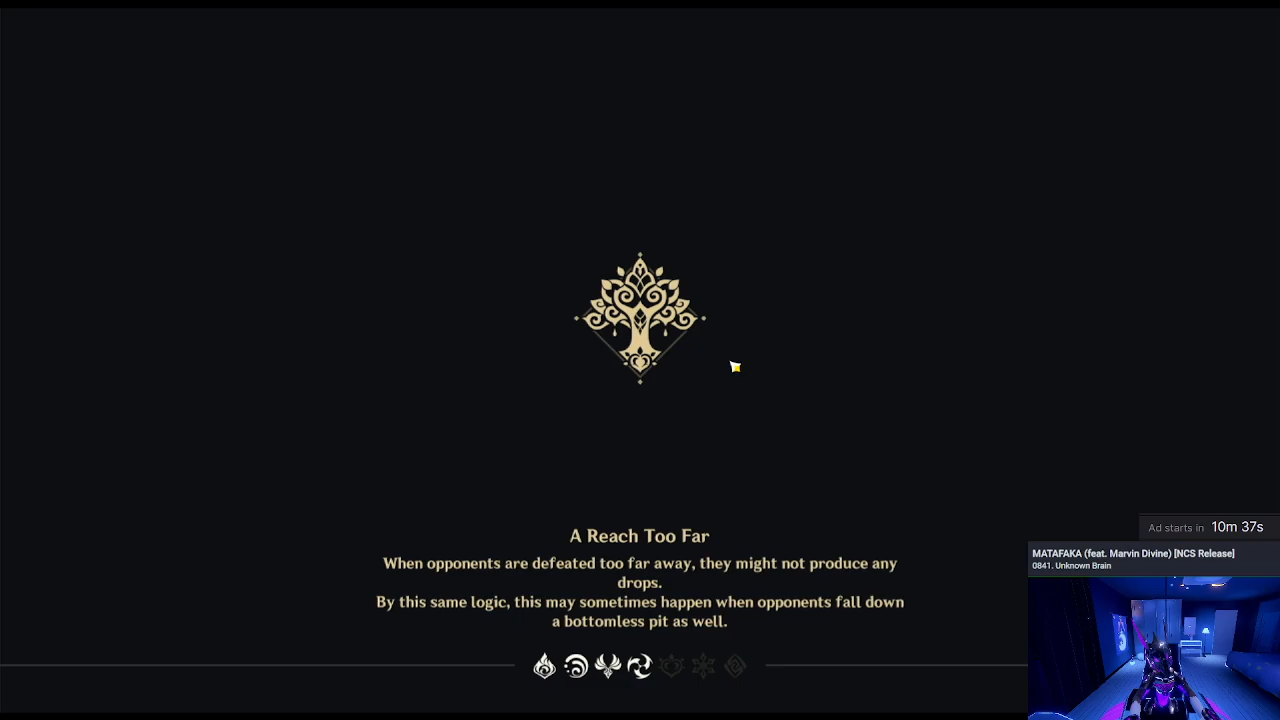 A Reach Too Far
When opponents are defeated too far away, they might not produce any
drops.
By this same logic, this may sometimes happen when opponents fall down
a bottomless pit as well.
Ad starts in 10m 37s
MATAFAKA (feat. Marvin Divine) [NCS Release]
0841. Unknown Brain